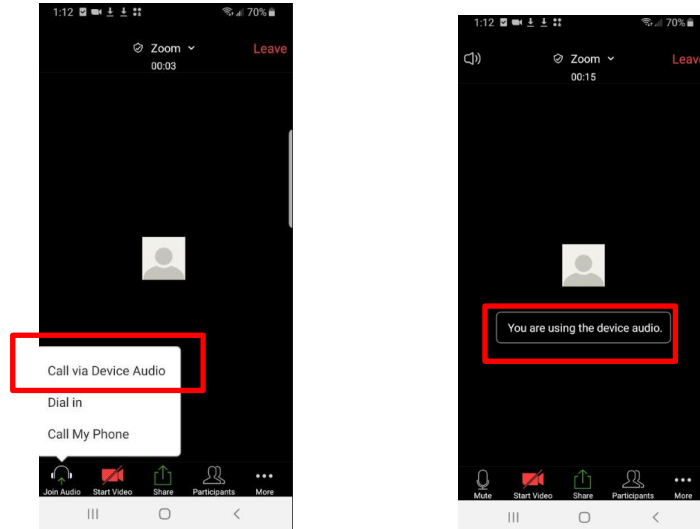 1:12 70%
Zoom Leave
00:03
Call via Device Audio
Dial in
Call My Phone
Join Audio Start Video Share Participants More
1:12 70%
Zoom Leave
00:15
You are using the device audio.
Mute Start Video Share Participants More